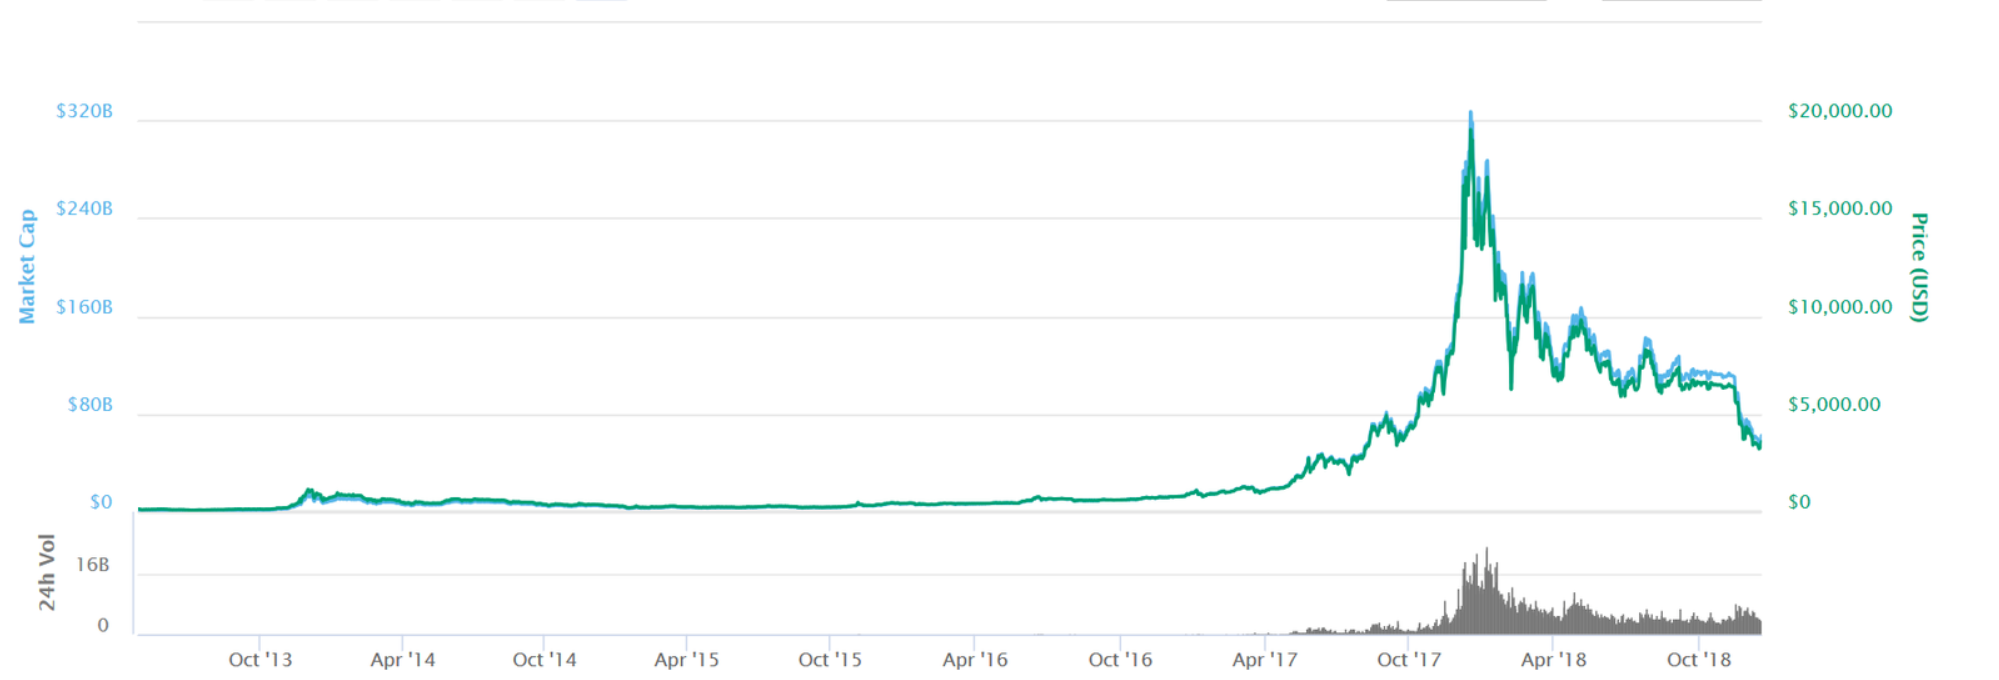 $320B
$20,000.00
$240B
$15,000.00
Market Cap
Price (USD)
$160B
$10,000.00
$80B
$5,000.00
$0
$0
24h Vol
16B
0
Oct '13
Apr '14
Oct '14
Apr '15
Oct '15
Apr '16
Oct '16
Apr '17
Oct '17
Apr '18
Oct '18